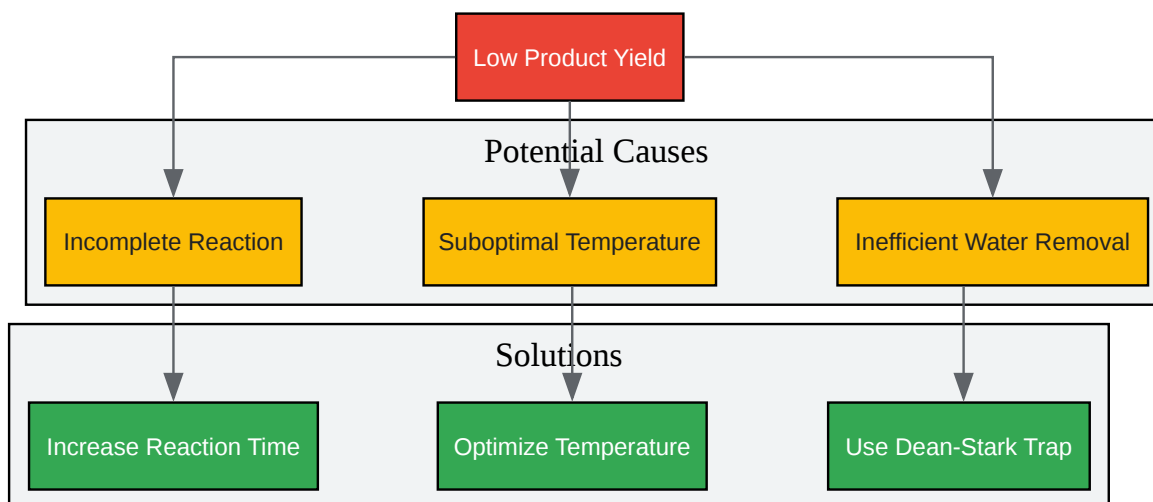 Low Product Yield
Potential Causes
Incomplete Reaction
Suboptimal Temperature
Inefficient Water Removal
Solutions
Increase Reaction Time
Optimize Temperature
Use Dean-Stark Trap